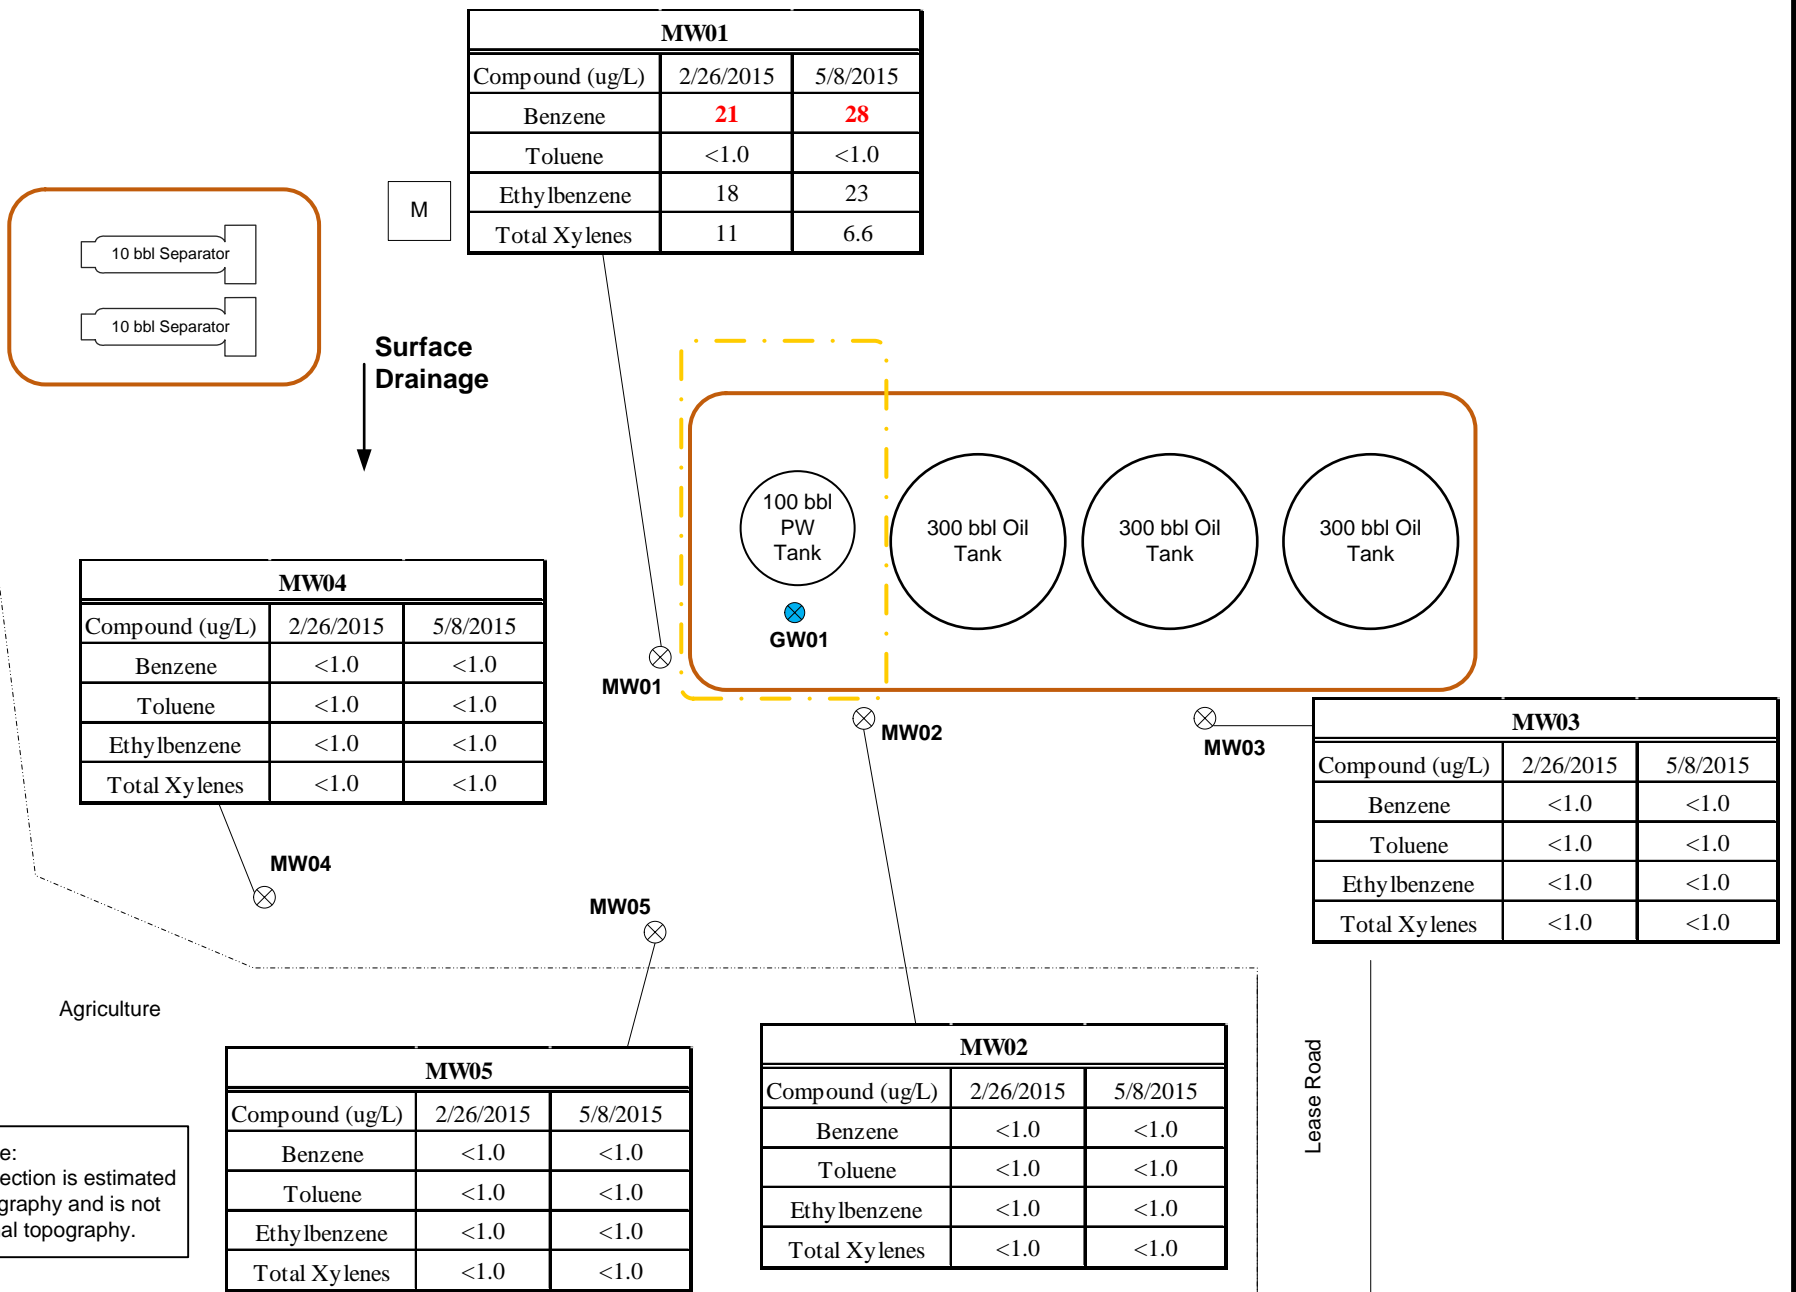 MW01
Compound (ug/L) 2/26/2015 5/8/2015
Benzene 21 28
Toluene <1.0 <1.0
Ethylbenzene 18 23
Total Xylenes 11 6.6
M
10 bbl Separator
10 bbl Separator
Surface
Drainage
100 bbl
PW
Tank
300 bbl Oil
Tank
300 bbl Oil
Tank
300 bbl Oil
Tank
GW01
MW01
MW02
MW03
MW04
Compound (ug/L) 2/26/2015 5/8/2015
Benzene <1.0 <1.0
Toluene <1.0 <1.0
Ethylbenzene <1.0 <1.0
Total Xylenes <1.0 <1.0
MW03
Compound (ug/L) 2/26/2015 5/8/2015
Benzene <1.0 <1.0
Toluene <1.0 <1.0
Ethylbenzene <1.0 <1.0
Total Xylenes <1.0 <1.0
MW04
MW05
Agriculture
MW05
Compound (ug/L) 2/26/2015 5/8/2015
Benzene <1.0 <1.0
Toluene <1.0 <1.0
Ethylbenzene <1.0 <1.0
Total Xylenes <1.0 <1.0
MW02
Compound (ug/L) 2/26/2015 5/8/2015
Benzene <1.0 <1.0
Toluene <1.0 <1.0
Ethylbenzene <1.0 <1.0
Total Xylenes <1.0 <1.0
Lease Road
e:
ection is estimated
graphy and is not
al topography.